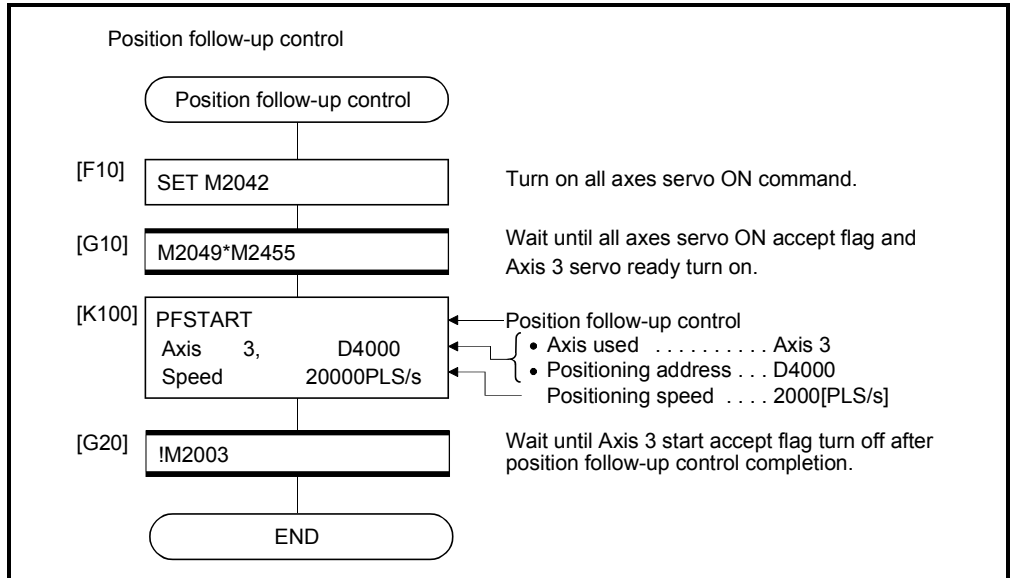 Position follow-up control
Position follow-up control
[F10]
SET M2042
Turn on all axes servo ON command.
[G10]
M2049*M2455
Wait until all axes servo ON accept flag and
Axis 3 servo ready turn on.
[K100]
PFSTART
Axis 3, D4000
Speed 20000PLS/s
Position follow-up control
• Axis used . . . . . . . . . . Axis 3
• Positioning address . . . D4000
Positioning speed . . . . 2000[PLS/s]
[G20]
!M2003
Wait until Axis 3 start accept flag turn off after
position follow-up control completion.
END